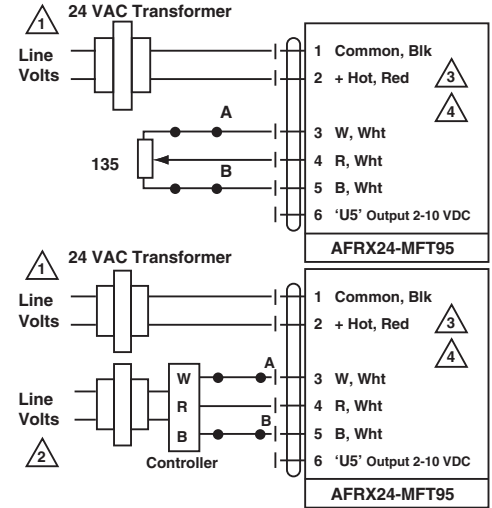 24 VAC Transformer
1
Line
Volts
1 Common, Blk
2 + Hot, Red
3
4
A
3 W, Wht
135
4 R, Wht
B
5 B, Wht
6 'U5' Output 2-10 VDC
AFRX24-MFT95
24 VAC Transformer
1
Line
Volts
1 Common, Blk
2 + Hot, Red
3
4
A
W
3 W, Wht
Line
Volts
R
4 R, Wht
B
B
5 B, Wht
2
Controller
6 'U5' Output 2-10 VDC
AFRX24-MFT95